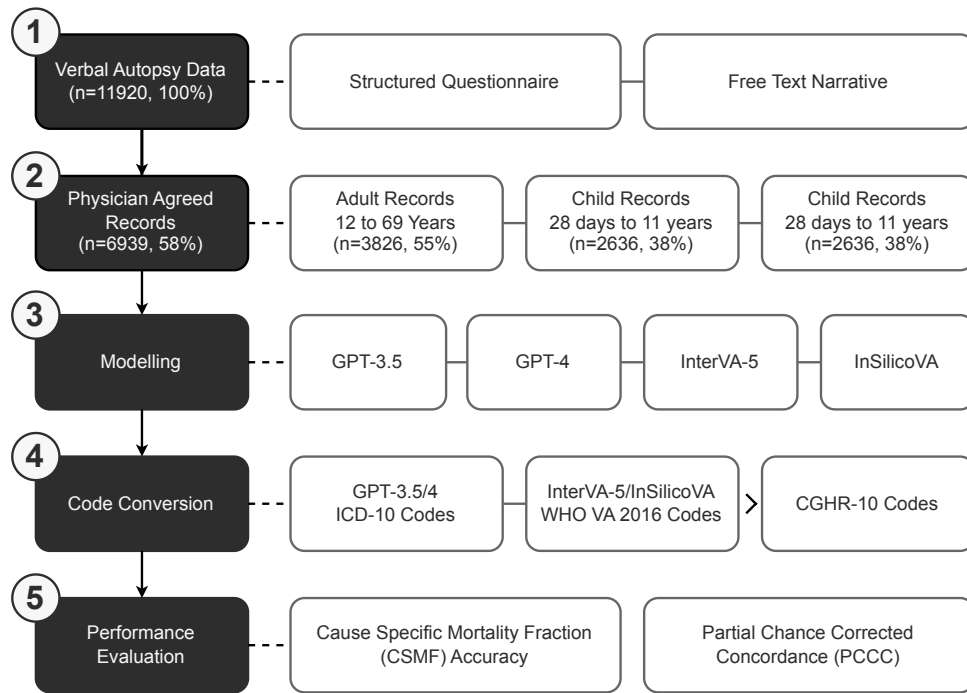 1
Verbal Autopsy Data
(n=11920, 100%)
Structured Questionnaire
Free Text Narrative
2
Physician Agreed
Records
(n=6939, 58%)
Adult Records
12 to 69 Years
(n=3826, 55%)
Child Records
28 days to 11 years
(n=2636, 38%)
Child Records
28 days to 11 years
(n=2636, 38%)
3
Modelling
GPT-3.5
GPT-4
InterVA-5
InSilicoVA
4
Code Conversion
GPT-3.5/4
ICD-10 Codes
InterVA-5/InSilicoVA
WHO VA 2016 Codes
CGHR-10 Codes
5
Performance
Evaluation
Cause Specific Mortality Fraction
(CSMF) Accuracy
Partial Chance Corrected
Concordance (PCCC)